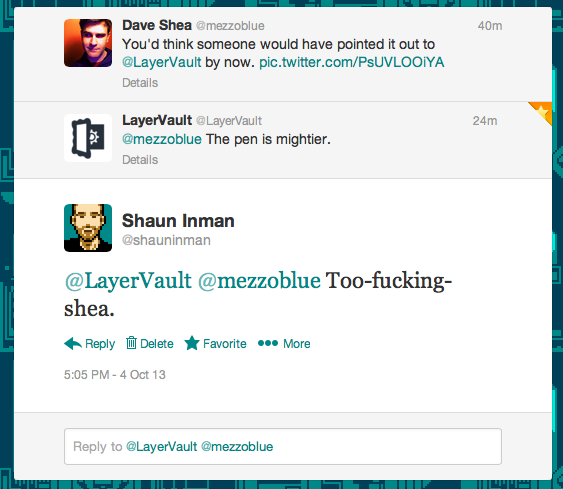 Dave Shea @mezzoblue 40m
You'd think someone would have pointed it out to
@LayerVault by now. pic.twitter.com/PsUVLOOiYA
Details
LayerVault @LayerVault 24m
@mezzoblue The pen is mightier.
Details
Shaun Inman
@shauninman
@LayerVault @mezzoblue Too-fucking-
shea.
Reply Delete Favorite More
5:05 PM - 4 Oct 13
Reply to @LayerVault @mezzoblue